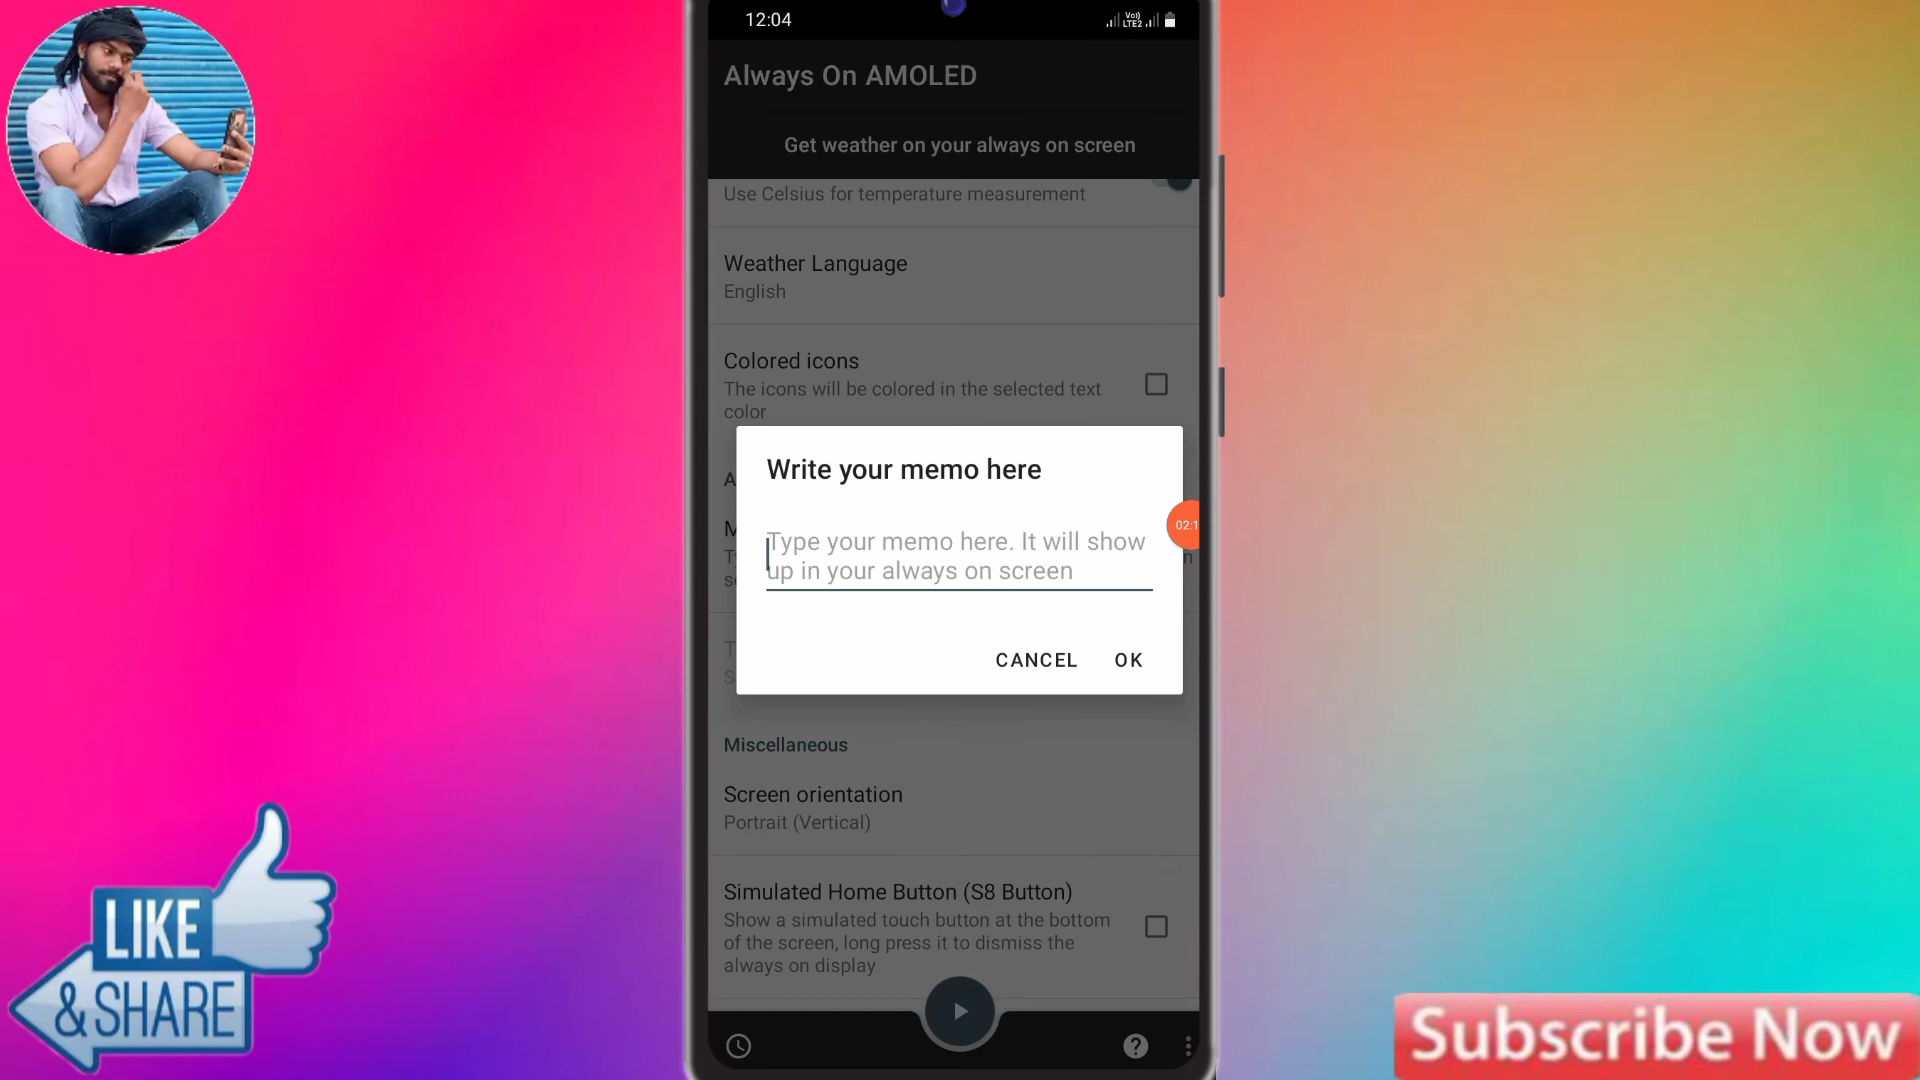 12:04
Vo)) LTE2
Always On AMOLED
Get weather on your always on screen
Use Celsius for temperature measurement
Weather Language
English
Colored icons
The icons will be colored in the selected text
color
A
Write your memo here
M
02:1
Type your memo here. It will show
up in your always on screen
T
n
s
CANCEL
OK
T
S
Miscellaneous
Screen orientation
Portrait (Vertical)
Simulated Home Button (S8 Button)
Show a simulated touch button at the bottom
of the screen, long press it to dismiss the
always on display
?
LIKE
& SHARE
Subscribe Now